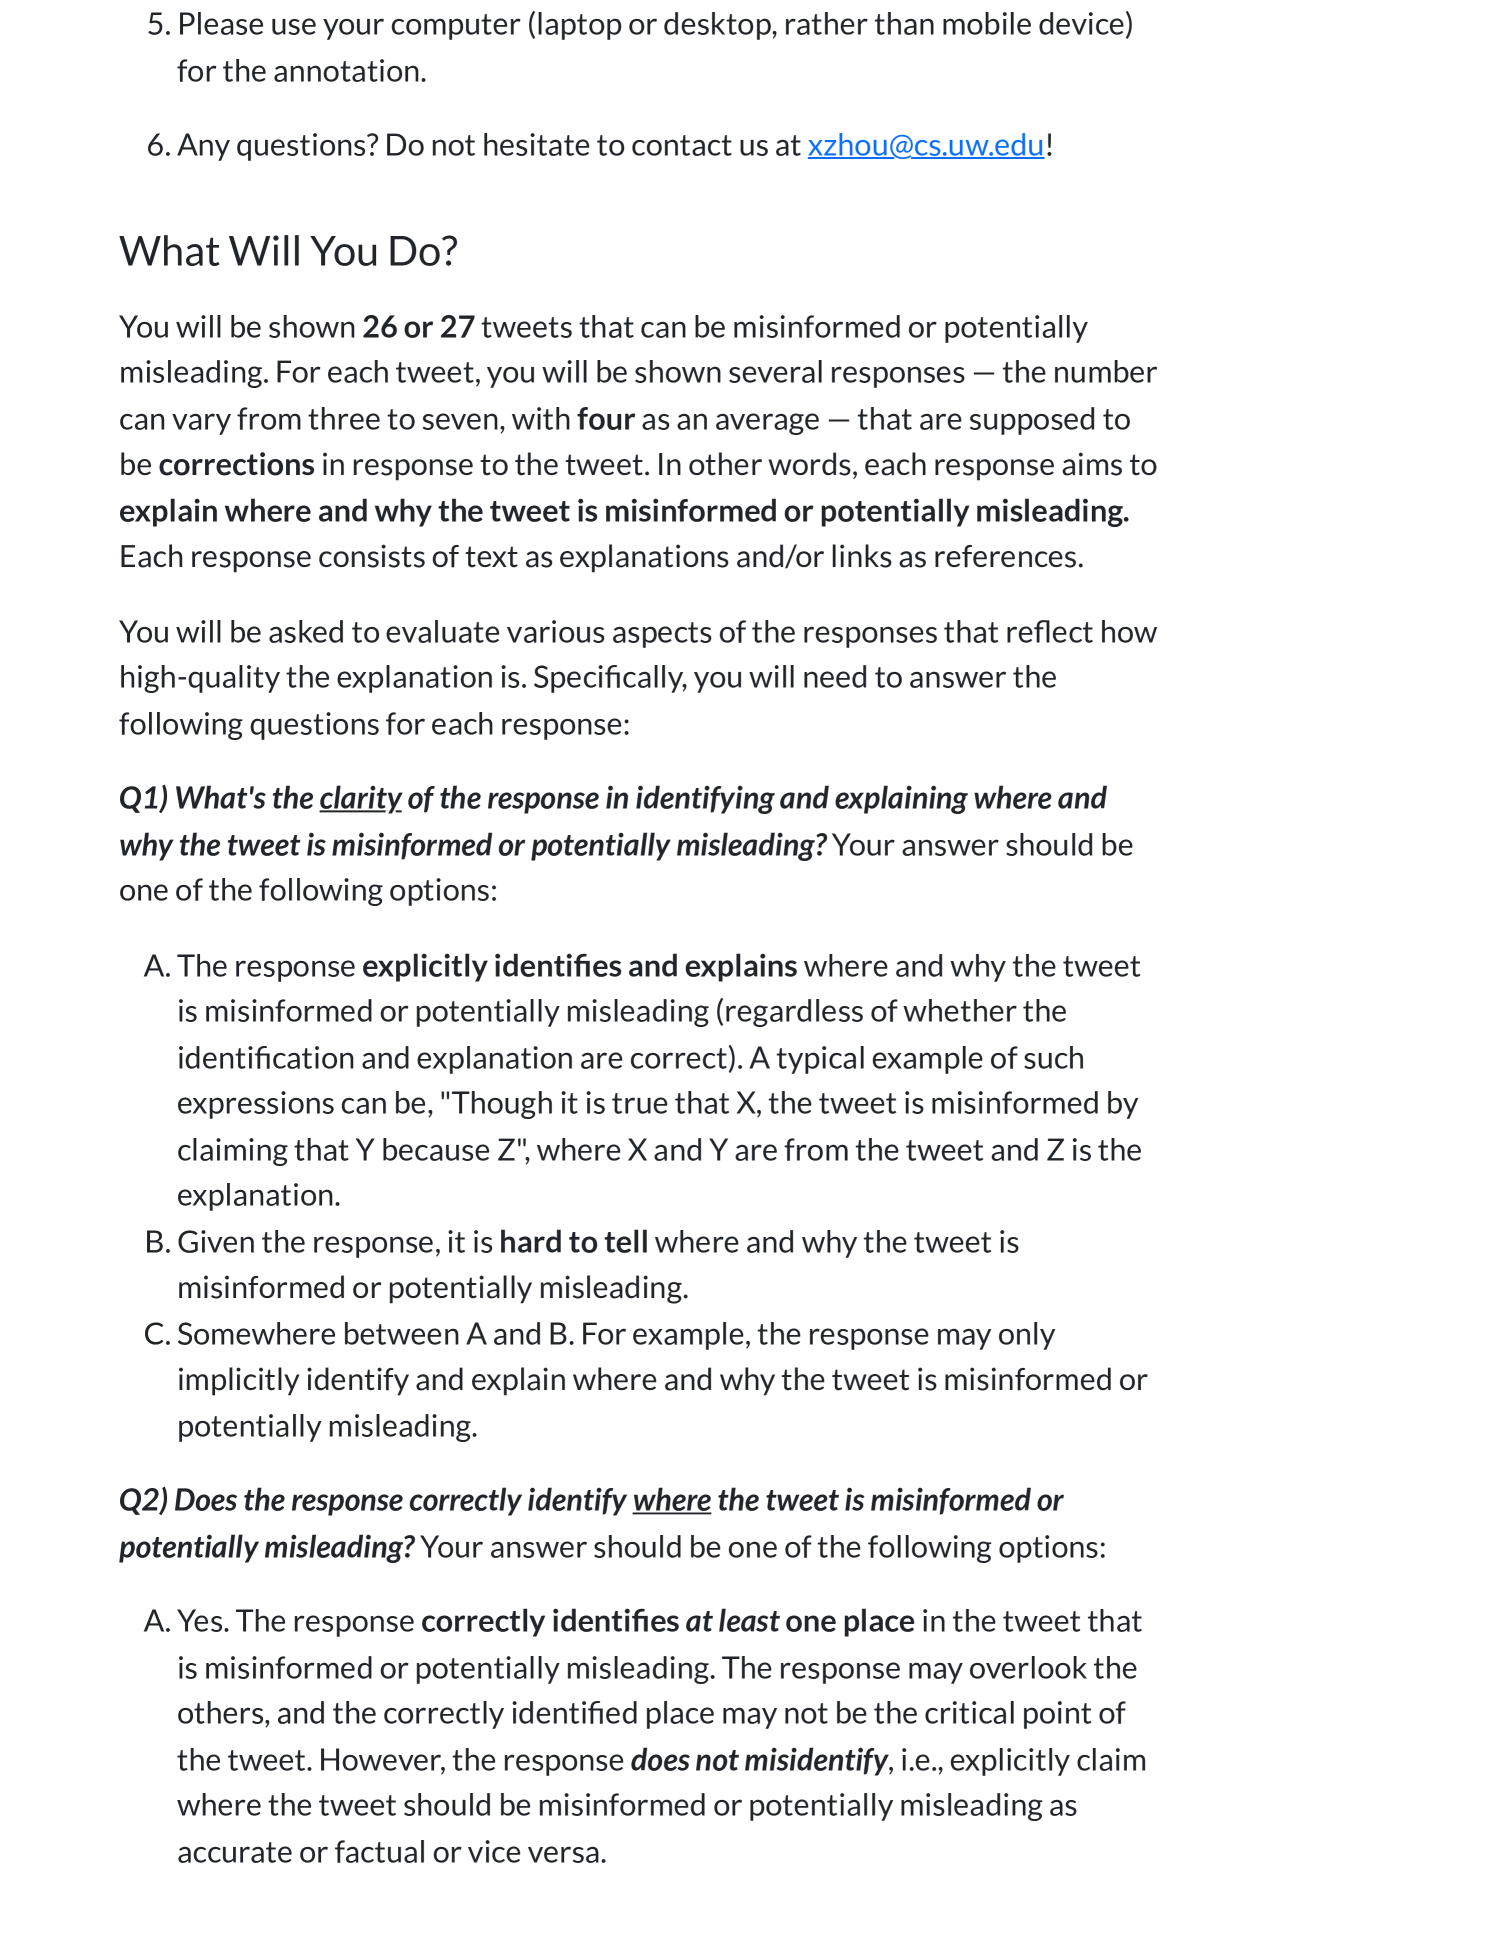 5. Please use your computer (laptop or desktop, rather than mobile device)
for the annotation.
6. Any questions? Do not hesitate to contact us at xzhou@cs.uw.edu!
What Will You Do?
You will be shown 26 or 27 tweets that can be misinformed or potentially
misleading. For each tweet, you will be shown several responses — the number
can vary from three to seven, with four as an average — that are supposed to
be corrections in response to the tweet. In other words, each response aims to
explain where and why the tweet is misinformed or potentially misleading.
Each response consists of text as explanations and/or links as references.
You will be asked to evaluate various aspects of the responses that reflect how
high-quality the explanation is. Specifically, you will need to answer the
following questions for each response:
Q1) What's the clarity of the response in identifying and explaining where and
why the tweet is misinformed or potentially misleading? Your answer should be
one of the following options:
A. The response explicitly identifies and explains where and why the tweet
is misinformed or potentially misleading (regardless of whether the
identification and explanation are correct). A typical example of such
expressions can be, "Though it is true that X, the tweet is misinformed by
claiming that Y because Z", where X and Y are from the tweet and Z is the
explanation.
B. Given the response, it is hard to tell where and why the tweet is
misinformed or potentially misleading.
C. Somewhere between A and B. For example, the response may only
implicitly identify and explain where and why the tweet is misinformed or
potentially misleading.
Q2) Does the response correctly identify where the tweet is misinformed or
potentially misleading? Your answer should be one of the following options:
A. Yes. The response correctly identifies at least one place in the tweet that
is misinformed or potentially misleading. The response may overlook the
others, and the correctly identified place may not be the critical point of
the tweet. However, the response does not misidentify, i.e., explicitly claim
where the tweet should be misinformed or potentially misleading as
accurate or factual or vice versa.